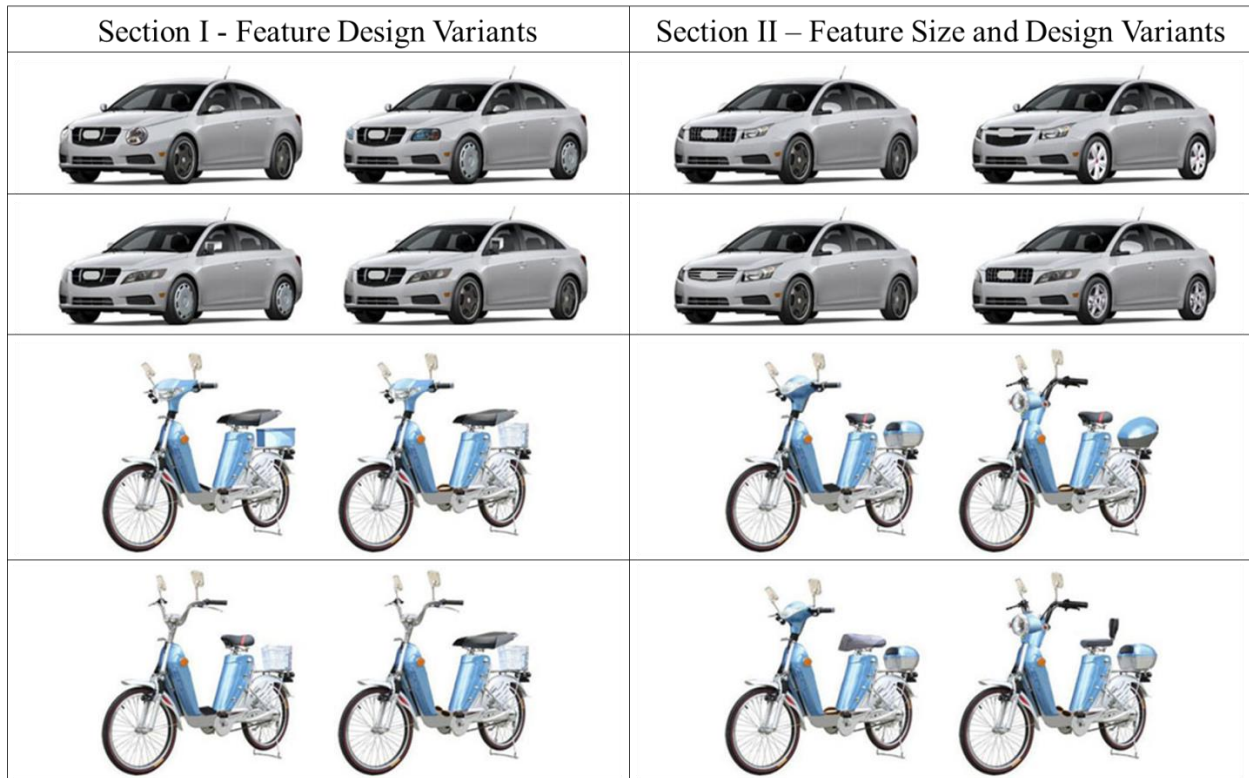 Section I - Feature Design Variants
Section II – Feature Size and Design Variants